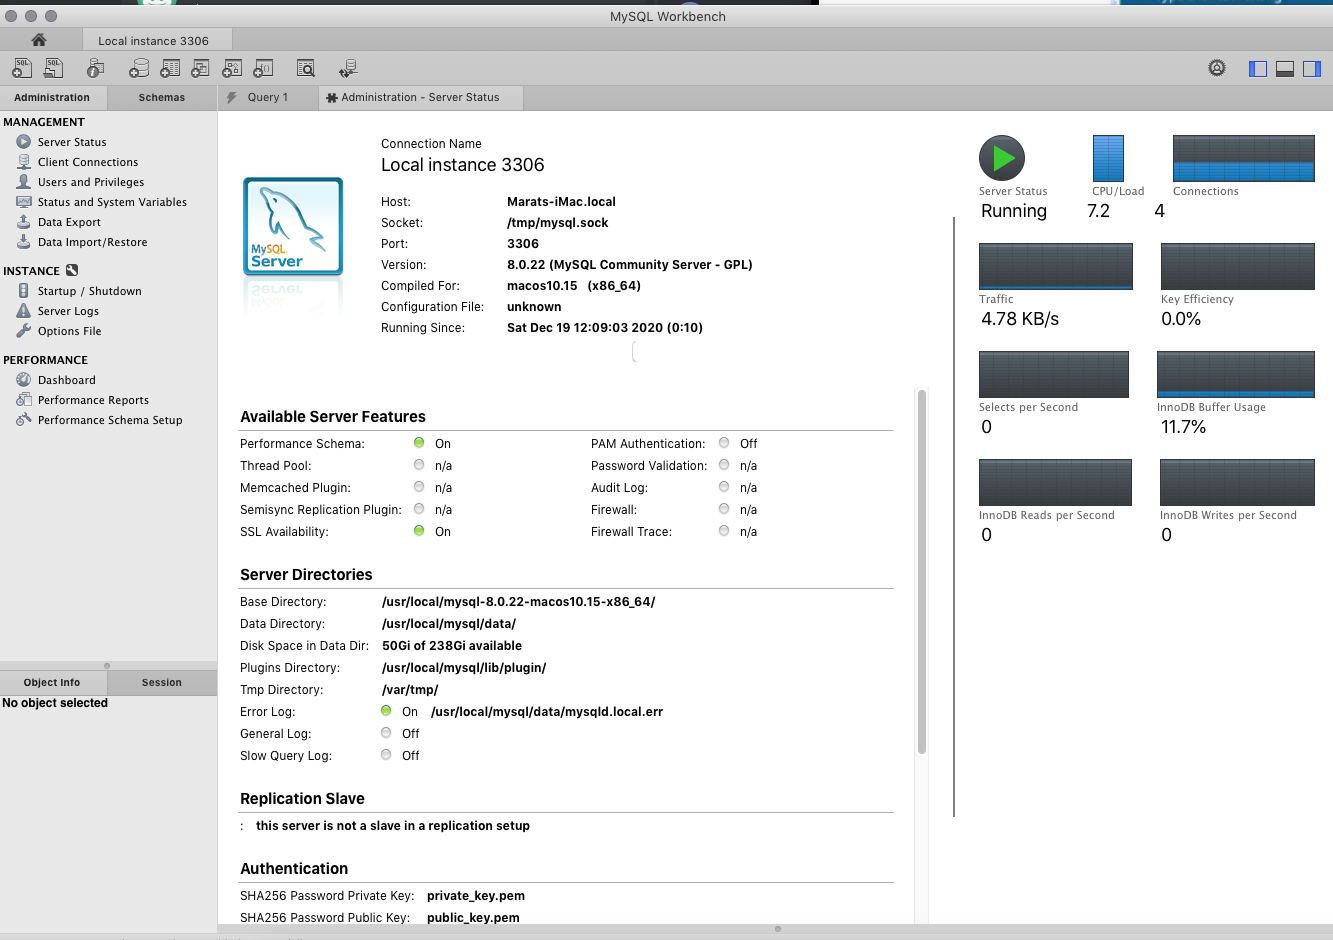 MySQL Workbench
Local instance 3306
Administration
Schemas
Query 1
Administration - Server Status
MANAGEMENT
Server Status
Client Connections
Users and Privileges
Status and System Variables
Data Export
Data Import/Restore
INSTANCE
Startup / Shutdown
Server Logs
Options File
PERFORMANCE
Dashboard
Performance Reports
Performance Schema Setup
Object Info
Session
No object selected
MySQL
Server
Connection Name
Local instance 3306
Host: Marats-iMac.local
Socket: /tmp/mysql.sock
Port: 3306
Version: 8.0.22 (MySQL Community Server - GPL)
Compiled For: macos10.15 (x86_64)
Configuration File: unknown
Running Since: Sat Dec 19 12:09:03 2020 (0:10)
Available Server Features
Performance Schema: On PAM Authentication: Off
Thread Pool: n/a Password Validation: n/a
Memcached Plugin: n/a Audit Log: n/a
Semisync Replication Plugin: n/a Firewall: n/a
SSL Availability: On Firewall Trace: n/a
Server Directories
Base Directory: /usr/local/mysql-8.0.22-macos10.15-x86_64/
Data Directory: /usr/local/mysql/data/
Disk Space in Data Dir: 50Gi of 238Gi available
Plugins Directory: /usr/local/mysql/lib/plugin/
Tmp Directory: /var/tmp/
Error Log: On /usr/local/mysql/data/mysqld.local.err
General Log: Off
Slow Query Log: Off
Replication Slave
: this server is not a slave in a replication setup
Authentication
SHA256 Password Private Key: private_key.pem
SHA256 Password Public Key: public_key.pem
Server Status CPU/Load Connections
Running 7.2 4
Traffic Key Efficiency
4.78 KB/s 0.0%
Selects per Second InnoDB Buffer Usage
0 11.7%
InnoDB Reads per Second InnoDB Writes per Second
0 0